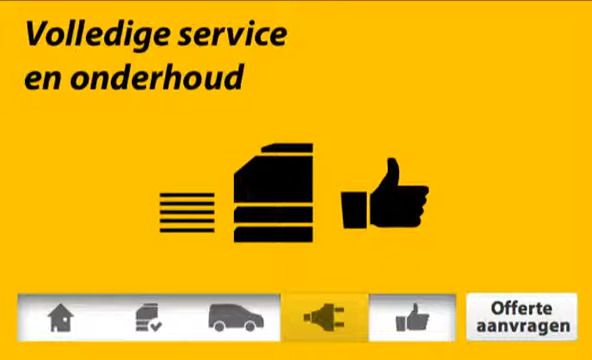 Volledige service
en onderhoud
Offerte
aanvragen